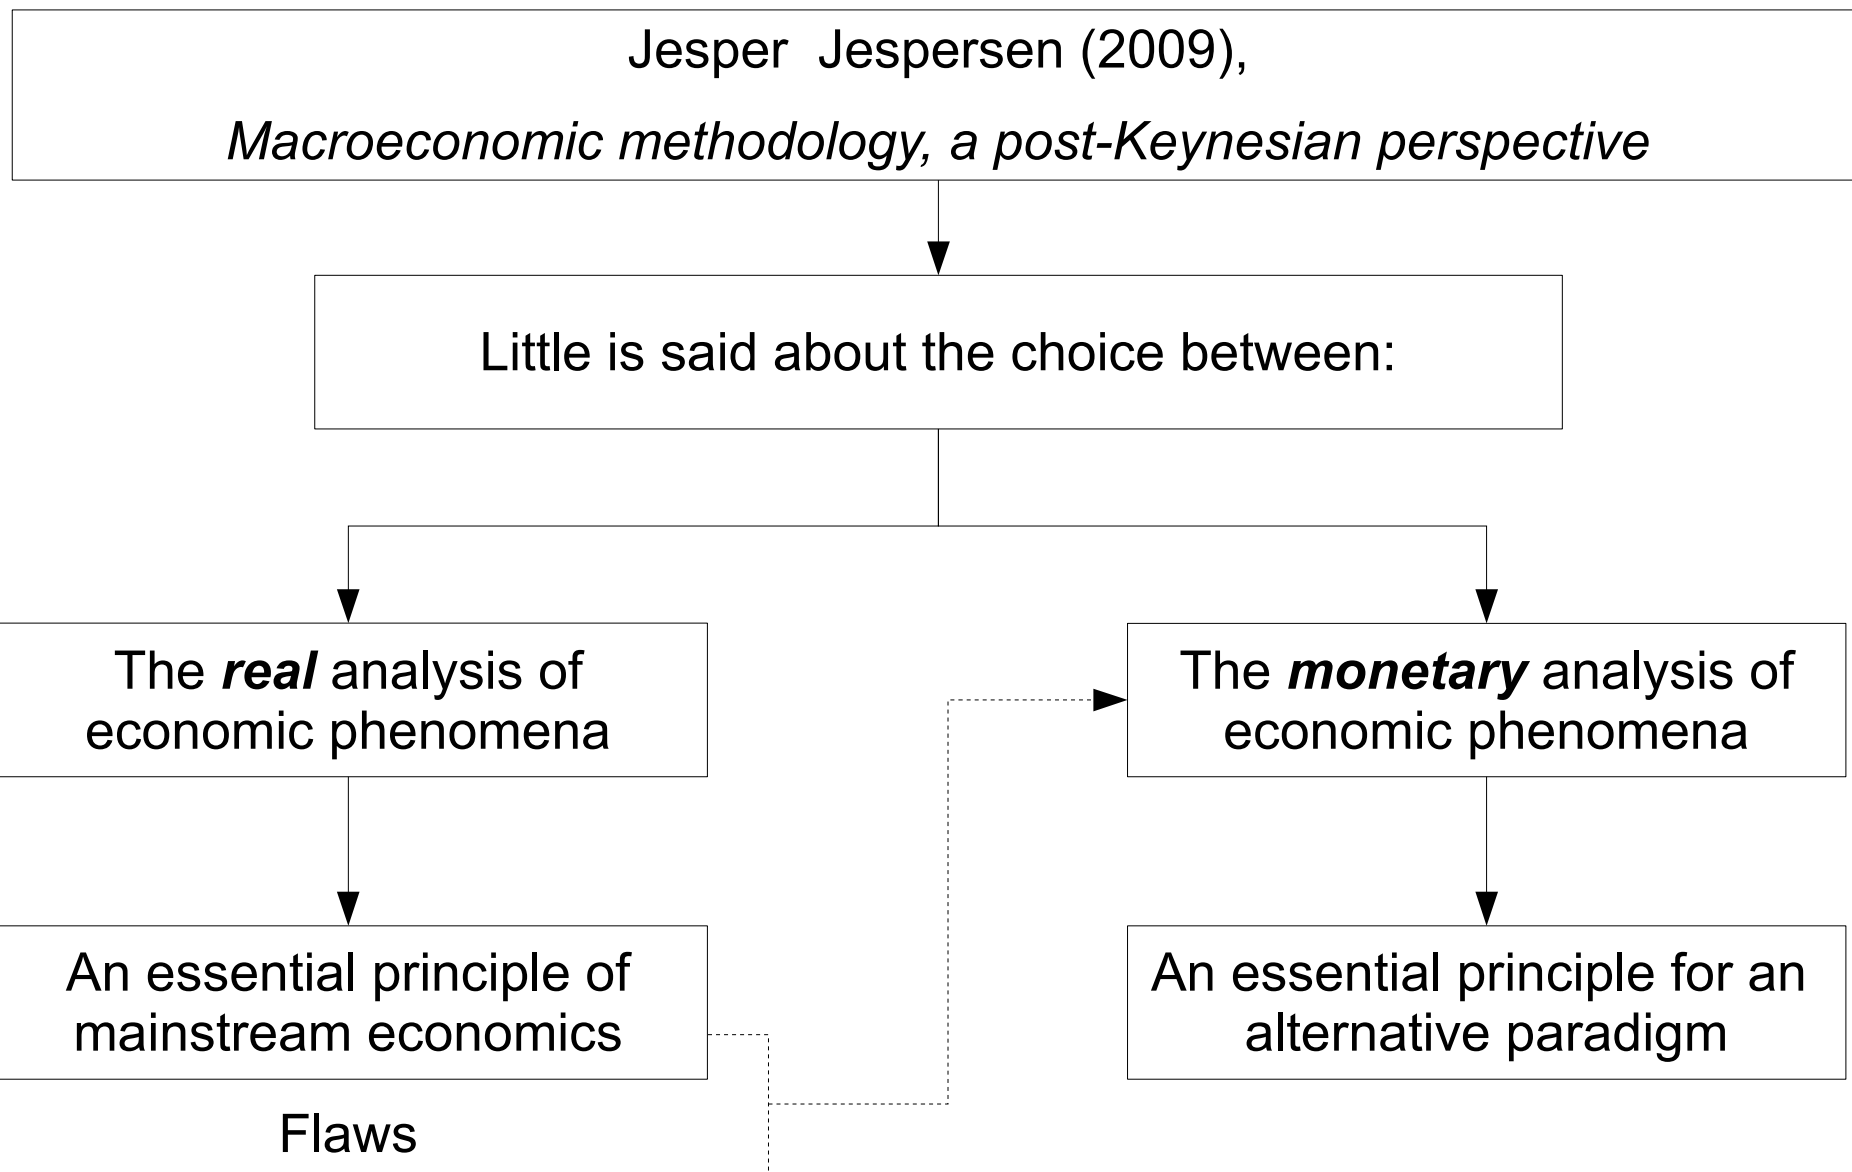 Jesper Jespersen (2009),
Macroeconomic methodology, a post-Keynesian perspective
Little is said about the choice between:
The real analysis of
economic phenomena
The monetary analysis of
economic phenomena
An essential principle of
mainstream economics
An essential principle for an
alternative paradigm
Flaws